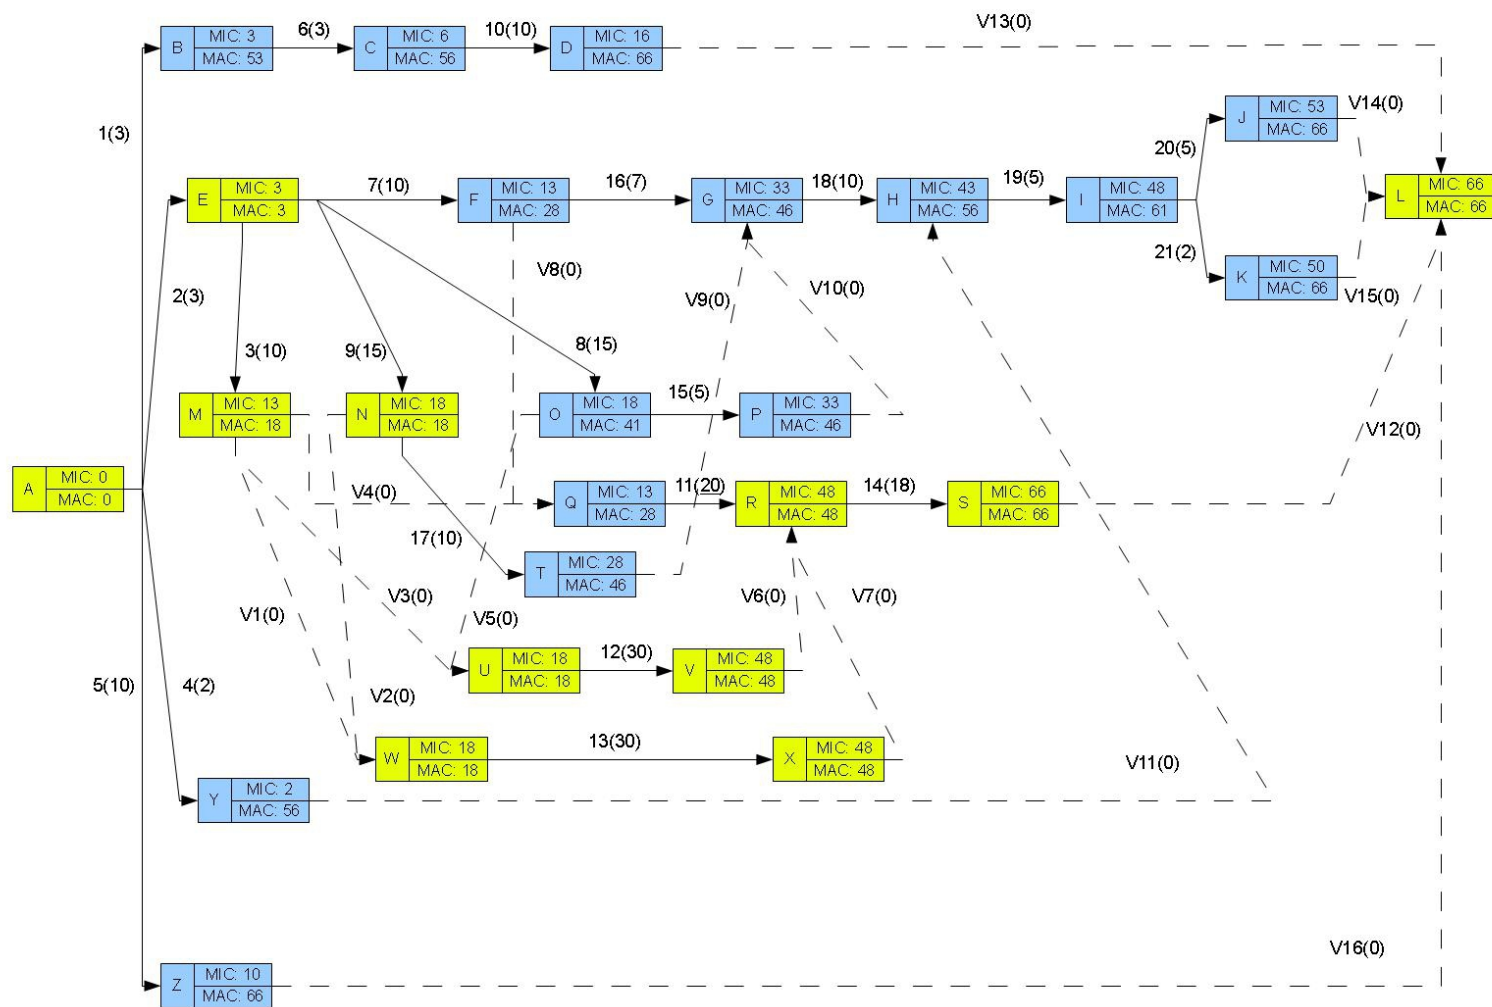 V13(0)
6(3)
10(10)
B
MIC: 3
MAC: 53
C
MIC: 6
MAC: 56
D
MIC: 16
MAC: 66
1(3)
J
MIC: 53
MAC: 66
V14(0)
20(5)
E
MIC: 3
MAC: 3
7(10)
F
MIC: 13
MAC: 28
16(7)
G
MIC: 33
MAC: 46
18(10)
H
MIC: 43
MAC: 56
19(5)
I
MIC: 48
MAC: 61
L
MIC: 66
MAC: 66
21(2)
K
MIC: 50
MAC: 66
V15(0)
V8(0)
V9(0)
V10(0)
2(3)
3(10)
9(15)
8(15)
15(5)
M
MIC: 13
MAC: 18
N
MIC: 18
MAC: 18
O
MIC: 18
MAC: 41
P
MIC: 33
MAC: 46
V12(0)
A
MIC: 0
MAC: 0
V4(0)
Q
MIC: 13
MAC: 28
11(20)
R
MIC: 48
MAC: 48
14(18)
S
MIC: 66
MAC: 66
17(10)
T
MIC: 28
MAC: 46
V1(0)
V3(0)
V5(0)
V6(0)
V7(0)
U
MIC: 18
MAC: 18
12(30)
V
MIC: 48
MAC: 48
5(10)
4(2)
V2(0)
W
MIC: 18
MAC: 18
13(30)
X
MIC: 48
MAC: 48
V11(0)
Y
MIC: 2
MAC: 56
V16(0)
Z
MIC: 10
MAC: 66